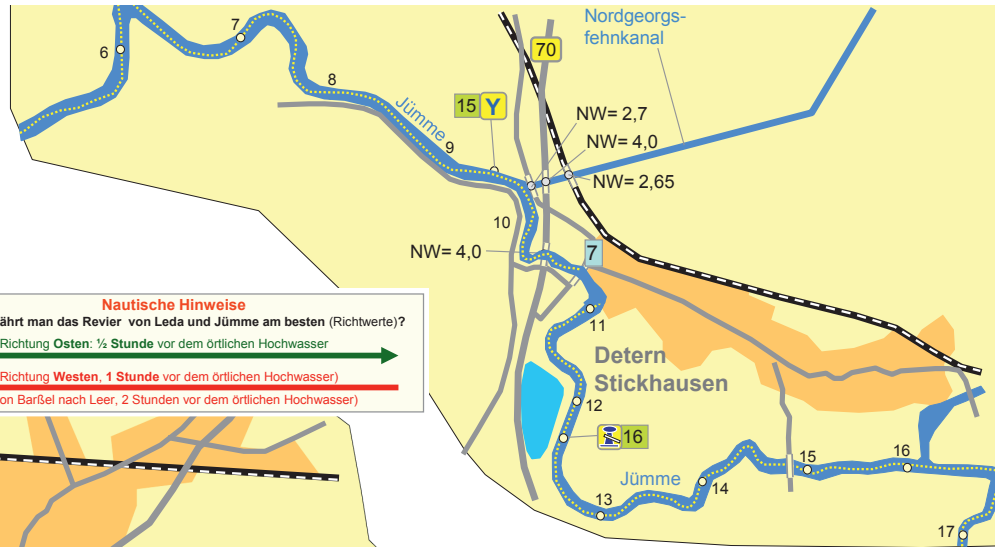 Nordgeorgs-
fehnkanal
7
6
70
8
15 Y
Jümme
NW= 2,7
9
NW= 4,0
NW= 2,65
10
NW= 4,0
7
Nautische Hinweise
ährt man das Revier von Leda und Jümme am besten (Richtwerte)?
Richtung Osten: ½ Stunde vor dem örtlichen Hochwasser
Richtung Westen, 1 Stunde vor dem örtlichen Hochwasser)
on Barßel nach Leer, 2 Stunden vor dem örtlichen Hochwasser)
11
Detern
Stickhausen
12
16
15
16
Jümme
14
13
17